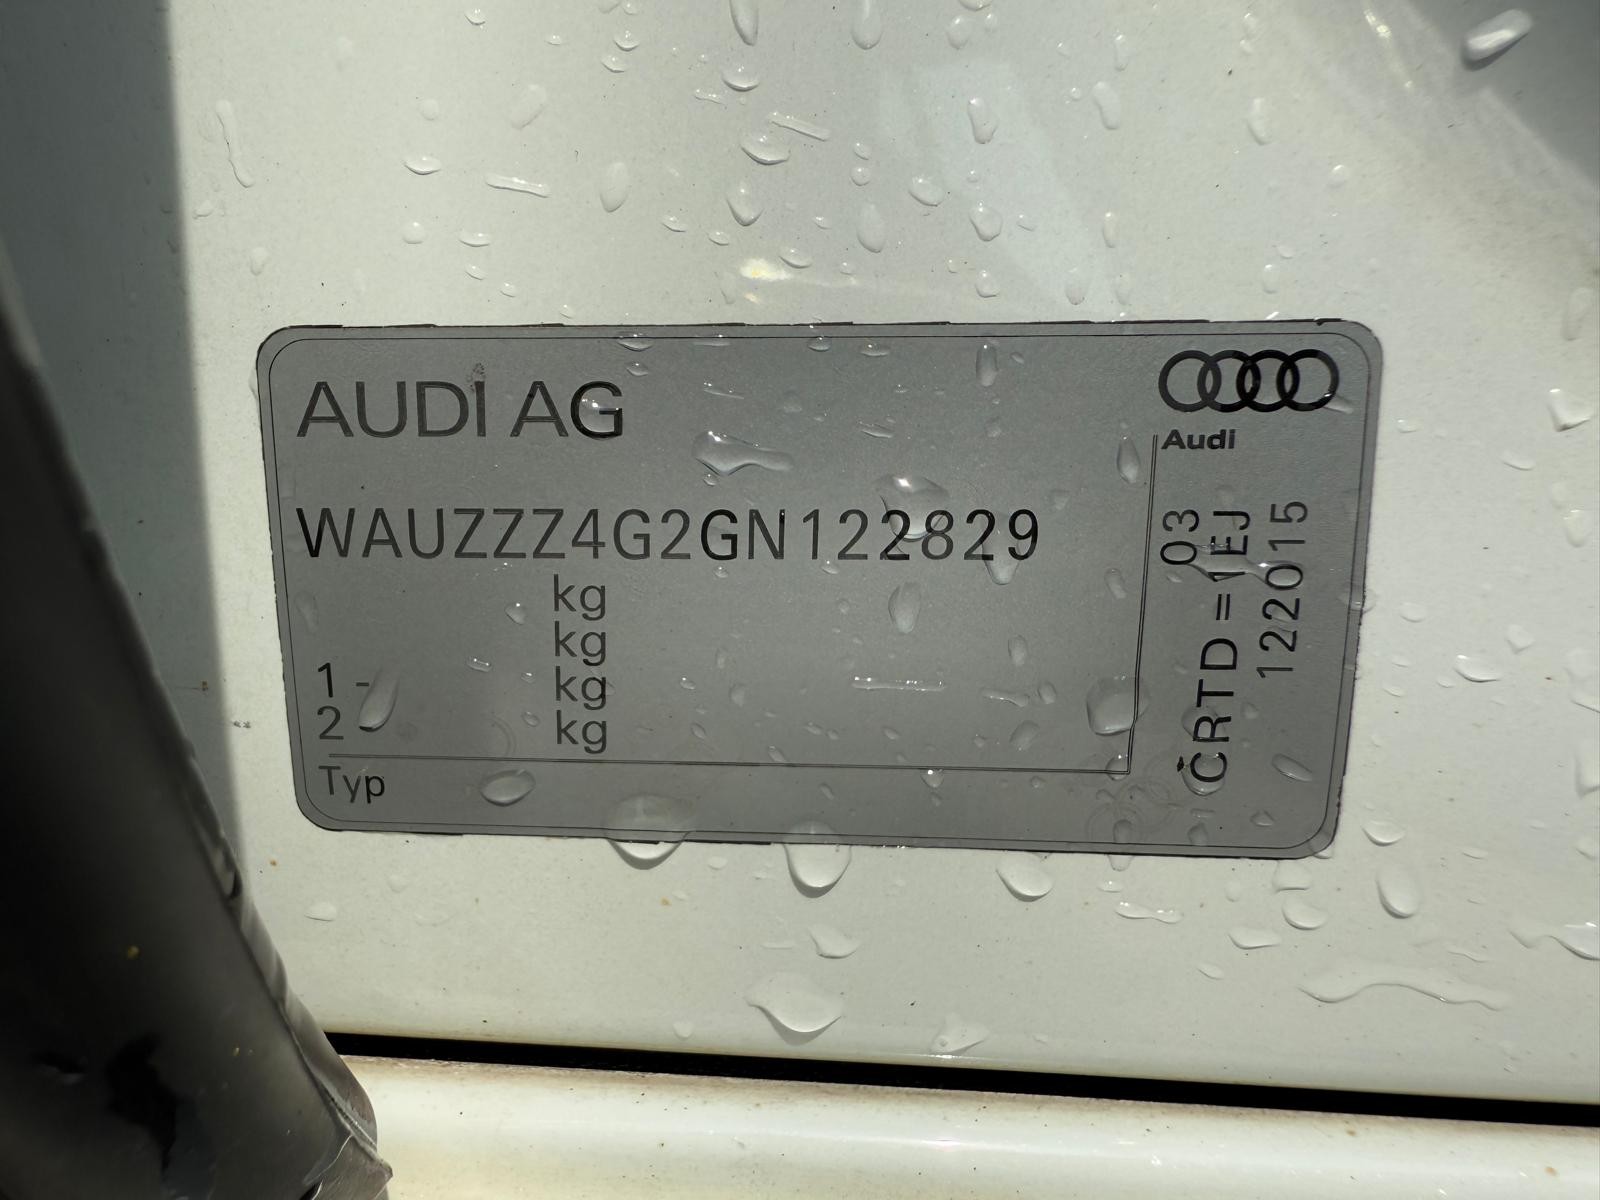 AUDI AG
Audi
WAUZZZ4G2GN122829
kg
kg
1 - kg
2 kg
Typ
03
CRTD = 1EJ
122015